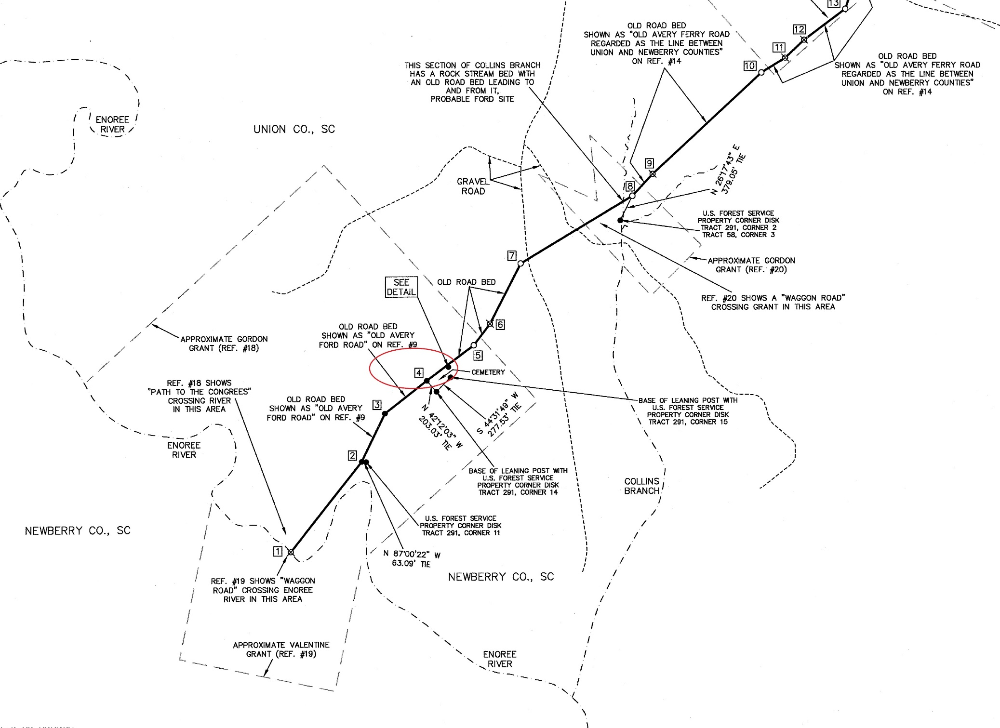 13
12
11
10
OLD ROAD BED
SHOWN AS "OLD AVERY FERRY ROAD
REGARDED AS THE LINE BETWEEN
UNION AND NEWBERRY COUNTIES"
ON REF. #14
OLD ROAD BED
SHOWN AS "OLD AVERY FERRY ROAD
REGARDED AS THE LINE BETWEEN
UNION AND NEWBERRY COUNTIES"
ON REF. #14
THIS SECTION OF COLLINS BRANCH
HAS A ROCK STREAM BED WITH
AN OLD ROAD BED LEADING TO
AND FROM IT,
PROBABLE FORD SITE
ENOREE
RIVER
UNION CO., SC
9
8
N 26°17'43" E
379.05' TIE
GRAVEL
ROAD
U.S. FOREST SERVICE
PROPERTY CORNER DISK
TRACT 291, CORNER 2
TRACT 58, CORNER 3
7
APPROXIMATE GORDON
GRANT (REF. #20)
SEE
DETAIL
OLD ROAD BED
REF. #20 SHOWS A "WAGGON ROAD"
CROSSING GRANT IN THIS AREA
6
OLD ROAD BED
SHOWN AS "OLD AVERY
FORD ROAD" ON REF. #9
APPROXIMATE GORDON
GRANT (REF. #18)
5
4
CEMETERY
REF. #18 SHOWS
"PATH TO THE CONGREES"
CROSSING RIVER
IN THIS AREA
OLD ROAD BED
SHOWN AS "OLD AVERY
FORD ROAD" ON REF. #9
3
BASE OF LEANING POST WITH
U.S. FOREST SERVICE
PROPERTY CORNER DISK
TRACT 291, CORNER 15
N 42°12'03" W
203.03' TIE
S 44°31'49" W
277.53' TIE
ENOREE
RIVER
2
BASE OF LEANING POST WITH
U.S. FOREST SERVICE
PROPERTY CORNER DISK
TRACT 291, CORNER 14
COLLINS
BRANCH
U.S. FOREST SERVICE
PROPERTY CORNER DISK
TRACT 291, CORNER 11
NEWBERRY CO., SC
1
N 87°00'22" W
63.09' TIE
REF. #19 SHOWS "WAGGON
ROAD" CROSSING ENOREE
RIVER IN THIS AREA
NEWBERRY CO., SC
APPROXIMATE VALENTINE
GRANT (REF. #19)
ENOREE
RIVER